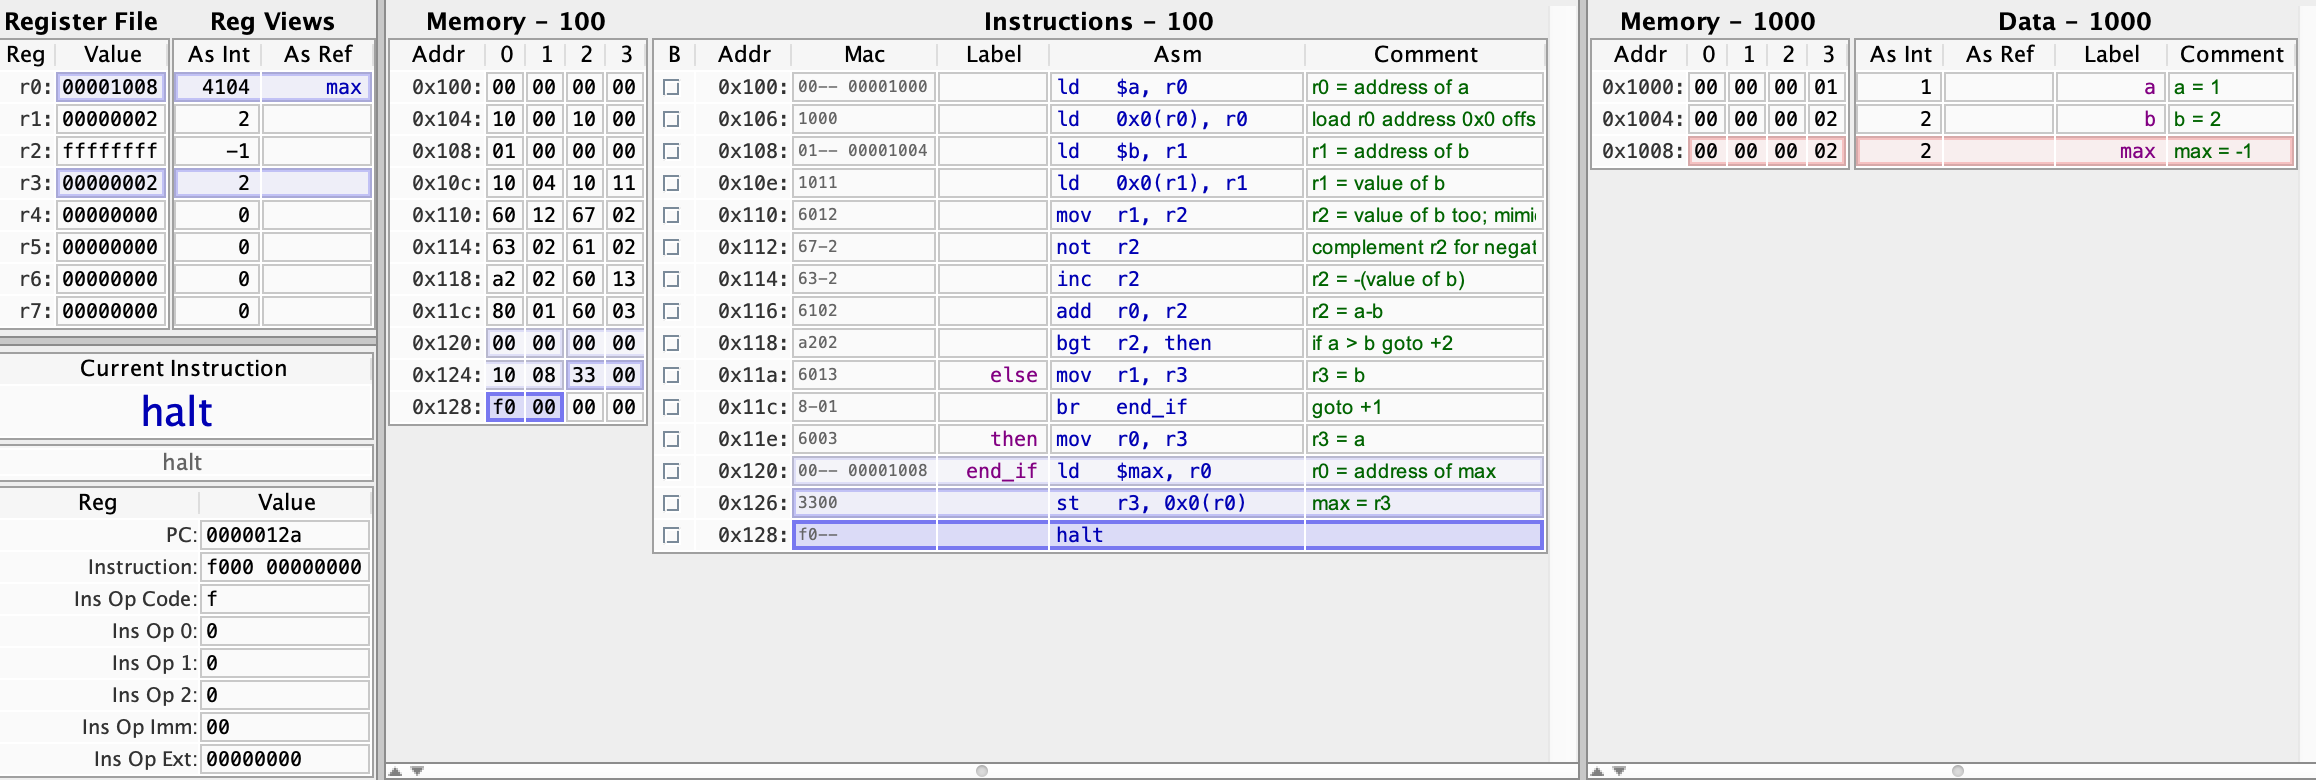 Register File Reg Views
Reg Value As Int As Ref
r0: 00001008 4104 max
r1: 00000002 2
r2: ffffffff -1
r3: 00000002 2
r4: 00000000 0
r5: 00000000 0
r6: 00000000 0
r7: 00000000 0
Current Instruction
halt
halt
Reg Value
PC: 0000012a
Instruction: f000 00000000
Ins Op Code: f
Ins Op 0: 0
Ins Op 1: 0
Ins Op 2: 0
Ins Op Imm: 00
Ins Op Ext: 00000000
Memory - 100
Addr 0 1 2 3
0x100: 00 00 00 00
0x104: 10 00 10 00
0x108: 01 00 00 00
0x10c: 10 04 10 11
0x110: 60 12 67 02
0x114: 63 02 61 02
0x118: a2 02 60 13
0x11c: 80 01 60 03
0x120: 00 00 00 00
0x124: 10 08 33 00
0x128: f0 00 00 00
Instructions - 100
B Addr Mac Label Asm Comment
0x100: 00-- 00001000 ld $a, r0 r0 = address of a
0x106: 1000 ld 0x0(r0), r0 load r0 address 0x0 offs
0x108: 01-- 00001004 ld $b, r1 r1 = address of b
0x10e: 1011 ld 0x0(r1), r1 r1 = value of b
0x110: 6012 mov r1, r2 r2 = value of b too; mimi
0x112: 67-2 not r2 complement r2 for negat
0x114: 63-2 inc r2 r2 = -(value of b)
0x116: 6102 add r0, r2 r2 = a-b
0x118: a202 bgt r2, then if a > b goto +2
0x11a: 6013 else mov r1, r3 r3 = b
0x11c: 8-01 br end_if goto +1
0x11e: 6003 then mov r0, r3 r3 = a
0x120: 00-- 00001008 end_if ld $max, r0 r0 = address of max
0x126: 3300 st r3, 0x0(r0) max = r3
0x128: f0-- halt
Memory - 1000
Addr 0 1 2 3
0x1000: 00 00 00 01
0x1004: 00 00 00 02
0x1008: 00 00 00 02
Data - 1000
As Int As Ref Label Comment
1 a a = 1
2 b b = 2
2 max max = -1